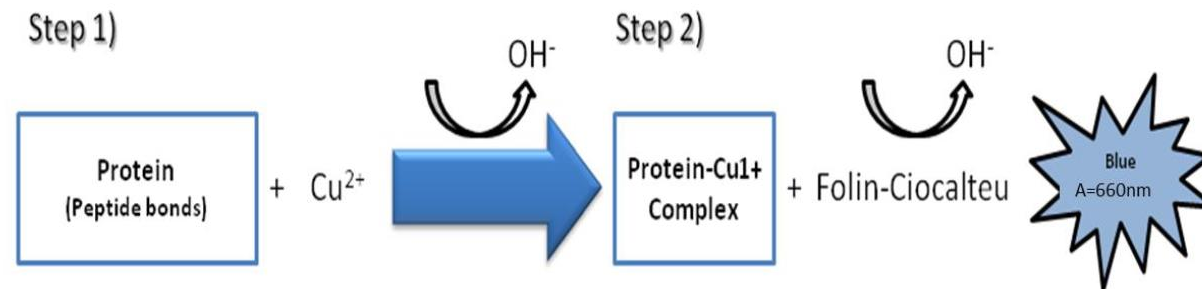 Step 1)
Step 2)
OH⁻
OH⁻
Protein
(Peptide bonds)
+ Cu²⁺
Protein-Cu1+
Complex
+ Folin-Ciocalteu
Blue
A=660nm